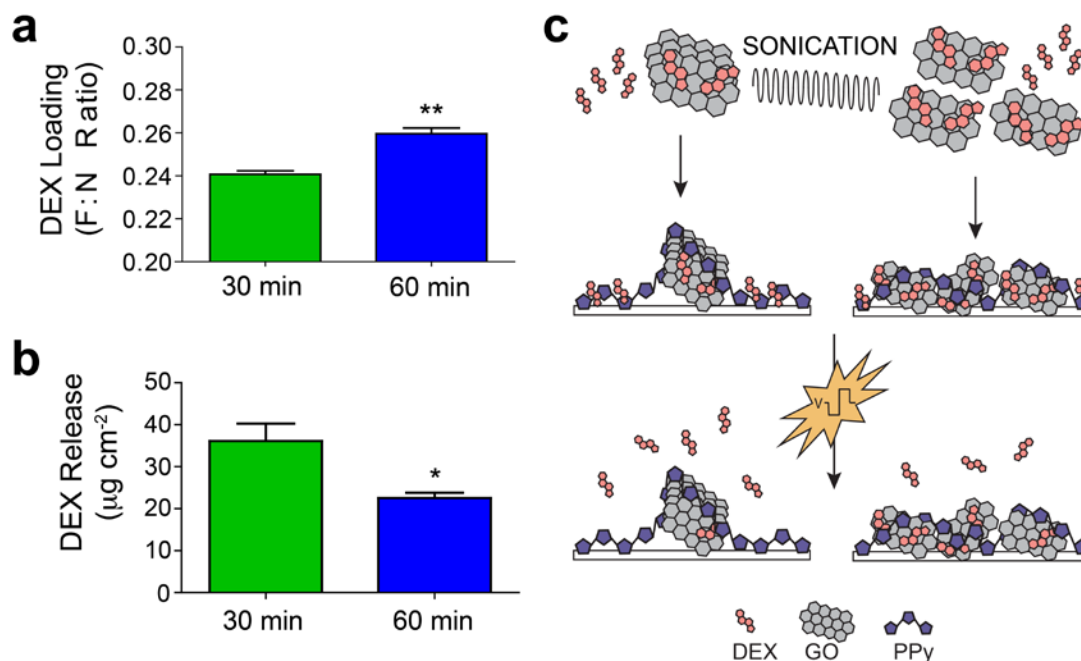 a
DEX Loading
(F:N Ratio)
0.30
0.28
0.26
0.24
0.22
0.20
**
30 min
60 min
b
DEX Release
(μg cm-2)
50
40
30
20
10
0
*
30 min
60 min
c
SONICATION
V
DEX
GO
PPy